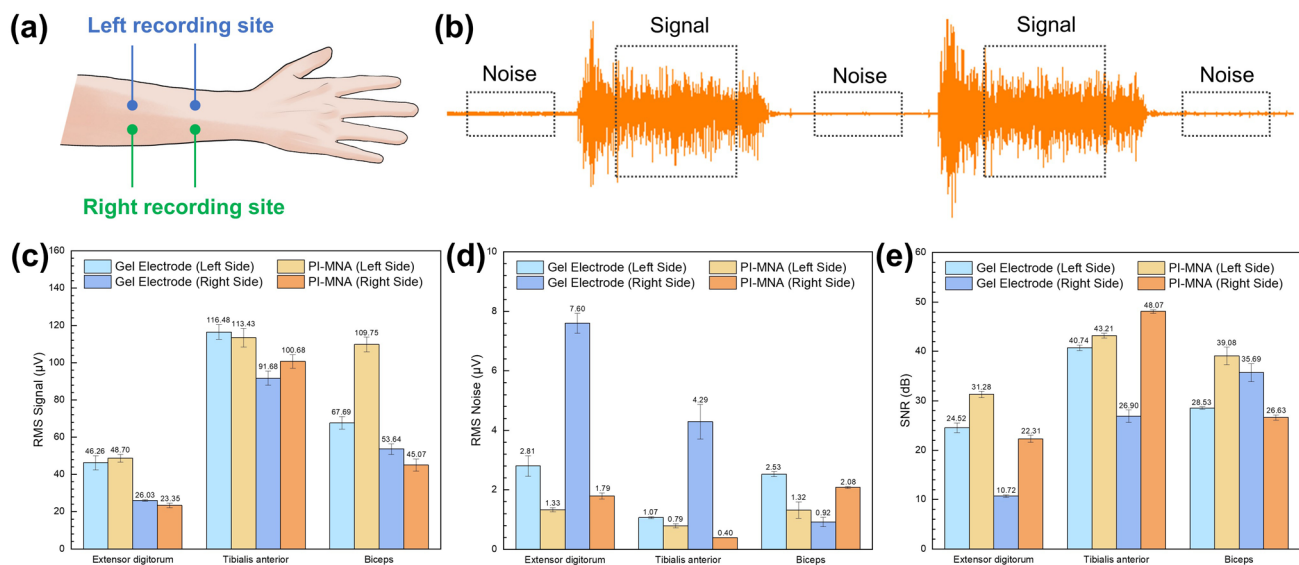 (a)
Left recording site
Right recording site
(b)
Noise
Signal
Noise
Signal
Noise
(c)
RMS Signal (µV)
160
140
120
100
80
60
40
20
0
Gel Electrode (Left Side) PI-MNA (Left Side)
Gel Electrode (Right Side) PI-MNA (Right Side)
46.26 48.70 26.03 23.35
116.48 113.43 91.68 100.68
67.69 109.75 53.64 45.07
Extensor digitorum Tibialis anterior Biceps
(d)
RMS Noise (µV)
10
8
6
4
2
0
Gel Electrode (Left Side) PI-MNA (Left Side)
Gel Electrode (Right Side) PI-MNA (Right Side)
2.81 1.33 7.60 1.79
1.07 0.79 4.29 0.40
2.53 1.32 0.92 2.08
Extensor digitorum Tibialis anterior Biceps
(e)
SNR (dB)
60
50
40
30
20
10
0
Gel Electrode (Left Side) PI-MNA (Left Side)
Gel Electrode (Right Side) PI-MNA (Right Side)
24.52 31.28 10.72 22.31
40.74 43.21 26.90 48.07
28.53 39.08 35.69 26.63
Extensor digitorum Tibialis anterior Biceps